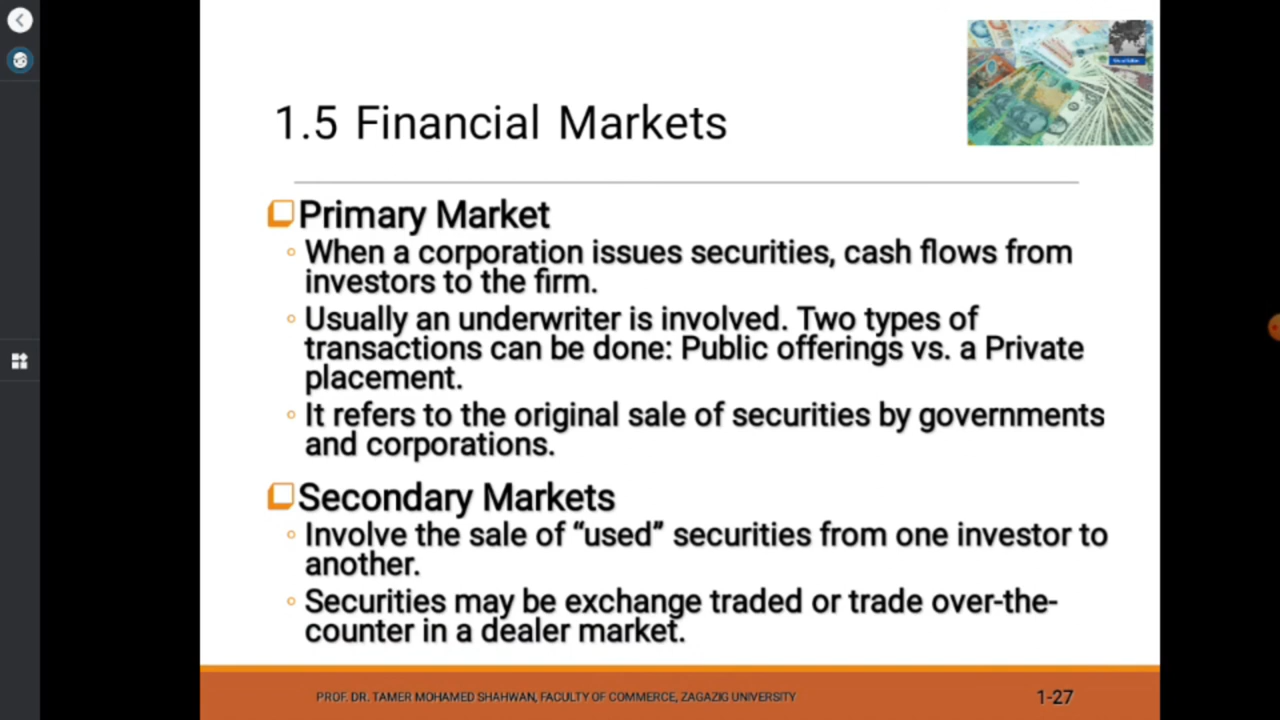 1.5 Financial Markets
Primary Market
When a corporation issues securities, cash flows from
investors to the firm.
Usually an underwriter is involved. Two types of
transactions can be done: Public offerings vs. a Private
placement.
It refers to the original sale of securities by governments
and corporations.
Secondary Markets
Involve the sale of “used” securities from one investor to
another.
Securities may be exchange traded or trade over-the-
counter in a dealer market.
PROF. DR. TAMER MOHAMED SHAHWAN, FACULTY OF COMMERCE, ZAGAZIG UNIVERSITY
1-27